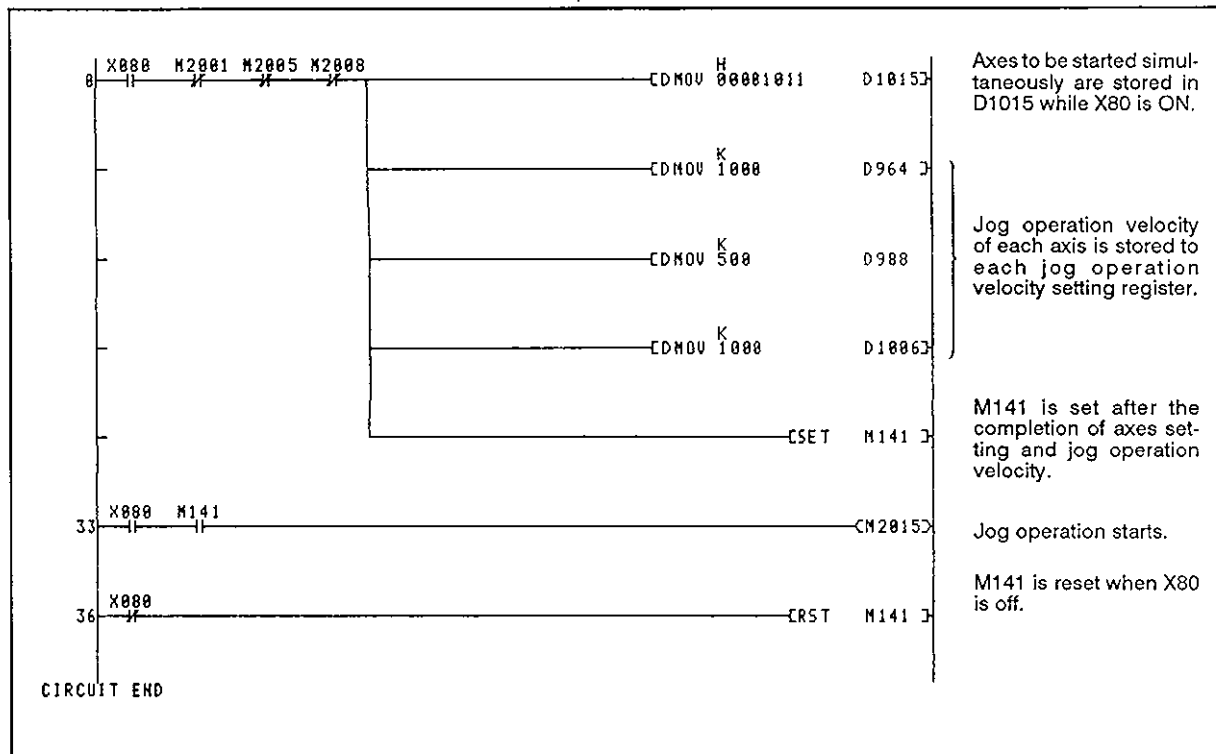 X080 M2001 M2005 M2008
H
0
[DMOV 00001011 D1015]
Axes to be started simul-
taneously are stored in
D1015 while X80 is ON.
K
[DMOV 1000 D964 ]
K
[DMOV 500 D988
Jog operation velocity
of each axis is stored to
each jog operation
velocity setting register.
K
[DMOV 1000 D1006]
[SET M141 ]
M141 is set after the
completion of axes set-
ting and jog operation
velocity.
X080 M141
33
(M2015)
Jog operation starts.
X080
36
[RST M141 ]
M141 is reset when X80
is off.
CIRCUIT END